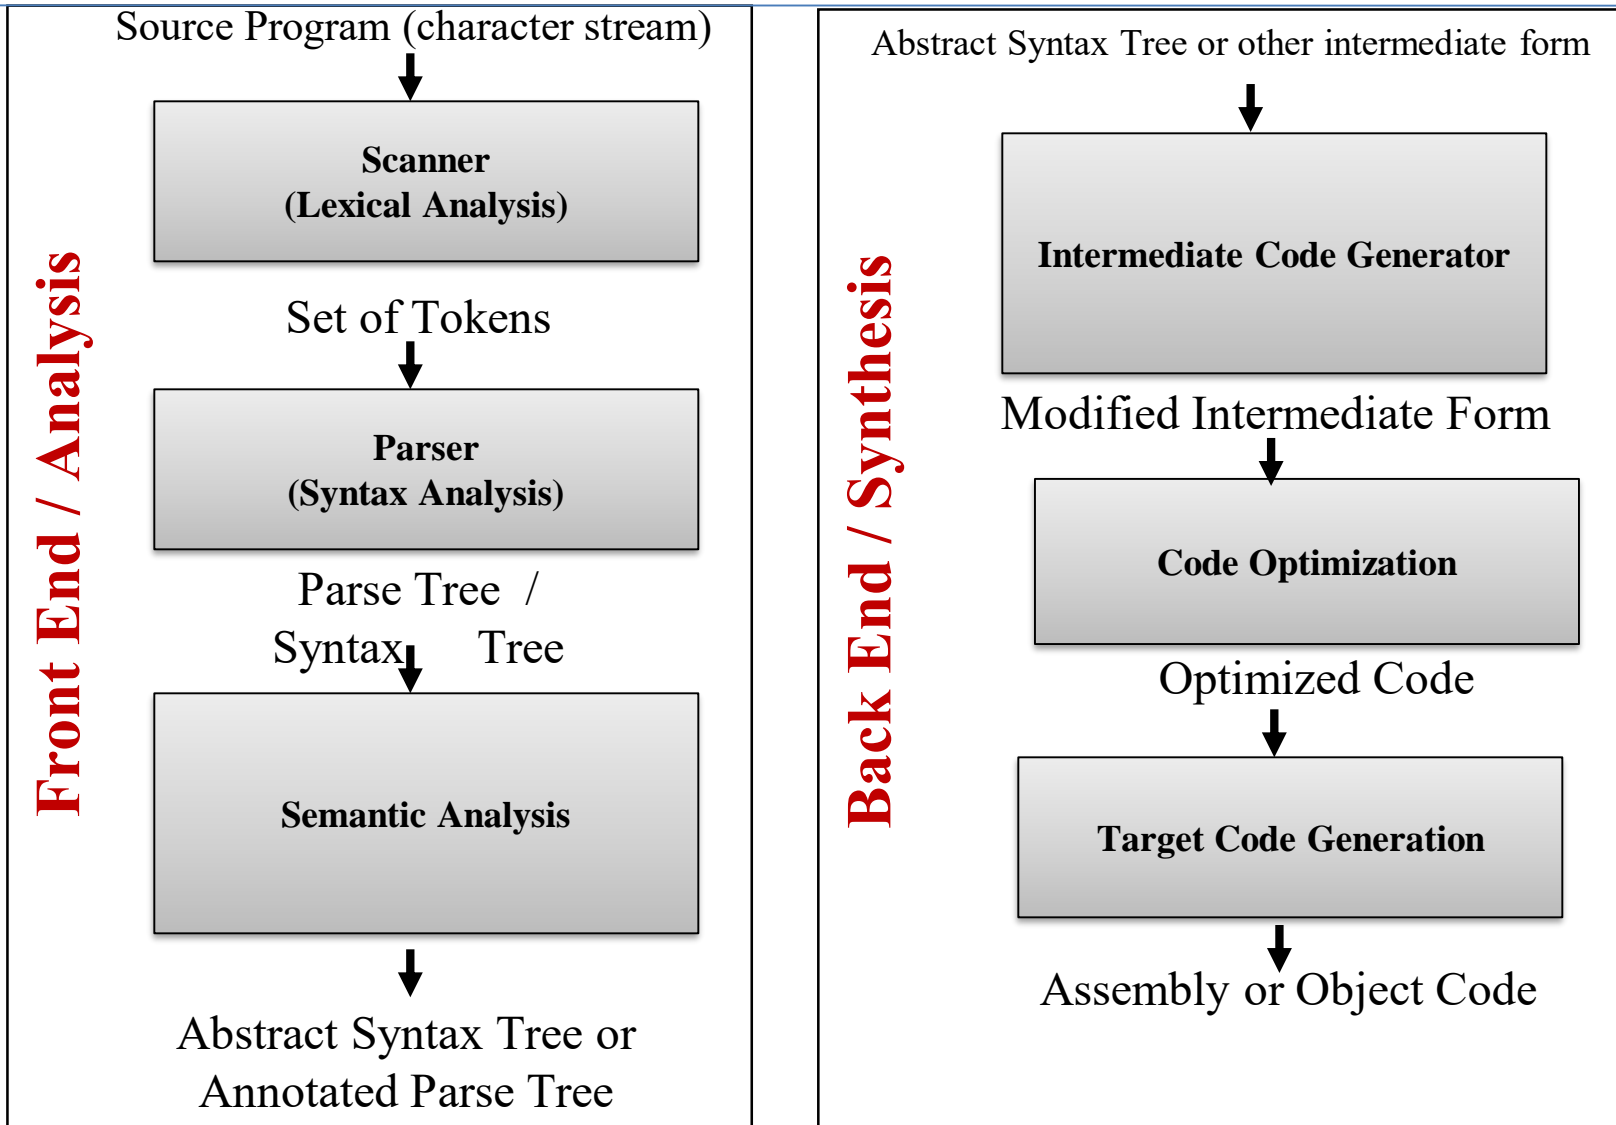 Source Program (character stream)
Scanner
(Lexical Analysis)
Set of Tokens
Parser
(Syntax Analysis)
Parse Tree /
Syntax Tree
Semantic Analysis
Abstract Syntax Tree or
Annotated Parse Tree
Front End / Analysis
Abstract Syntax Tree or other intermediate form
Intermediate Code Generator
Modified Intermediate Form
Code Optimization
Optimized Code
Target Code Generation
Assembly or Object Code
Back End / Synthesis